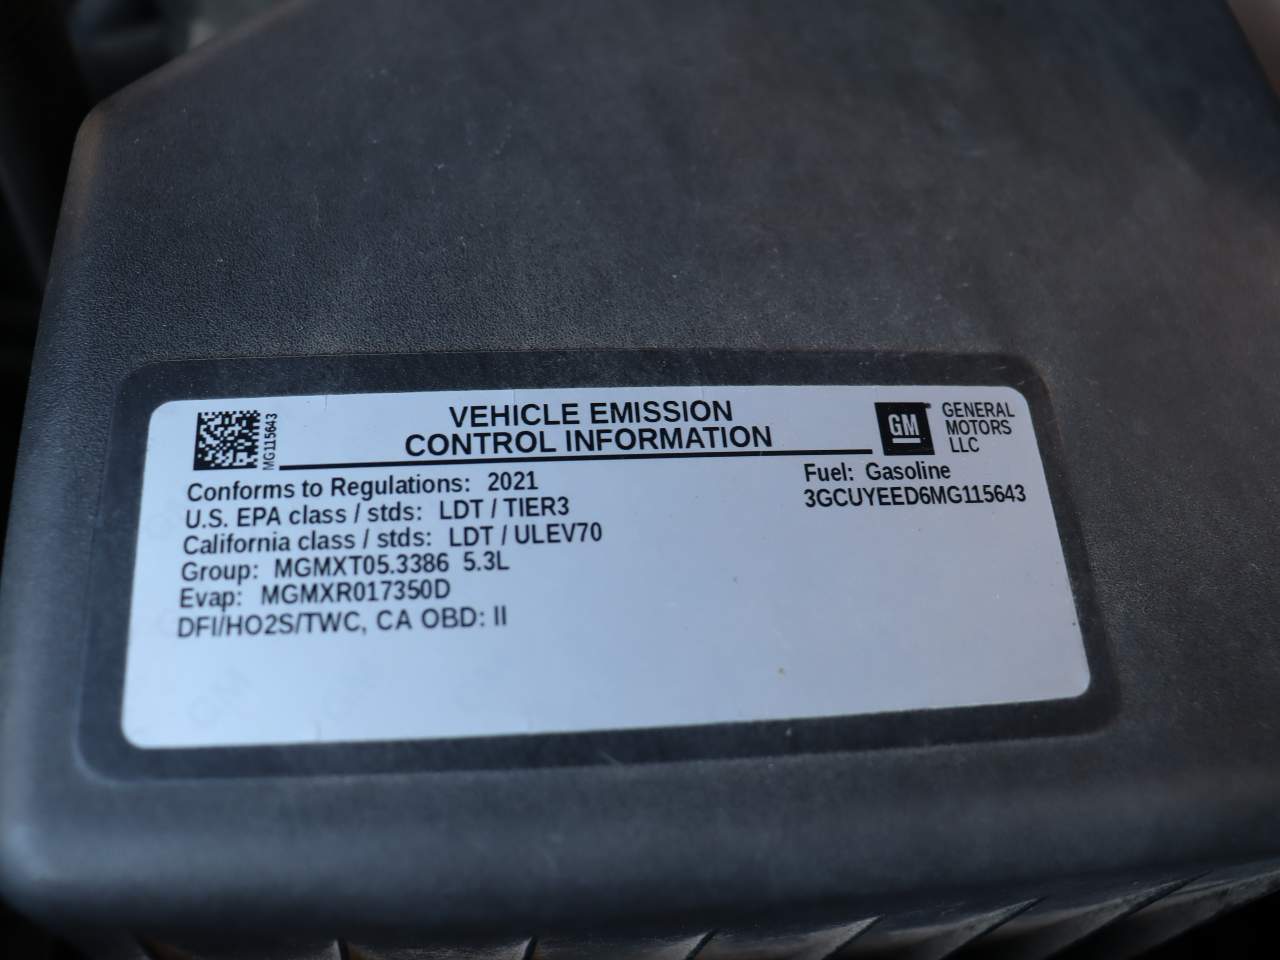 MG115643
VEHICLE EMISSION
CONTROL INFORMATION
GM
GENERAL
MOTORS
LLC
Conforms to Regulations: 2021
Fuel: Gasoline
U.S. EPA class / stds: LDT / TIER3
3GCUYEED6MG115643
California class / stds: LDT / ULEV70
Group: MGMXT05.3386 5.3L
Evap: MGMXR017350D
DFI/HO2S/TWC, CA OBD: II